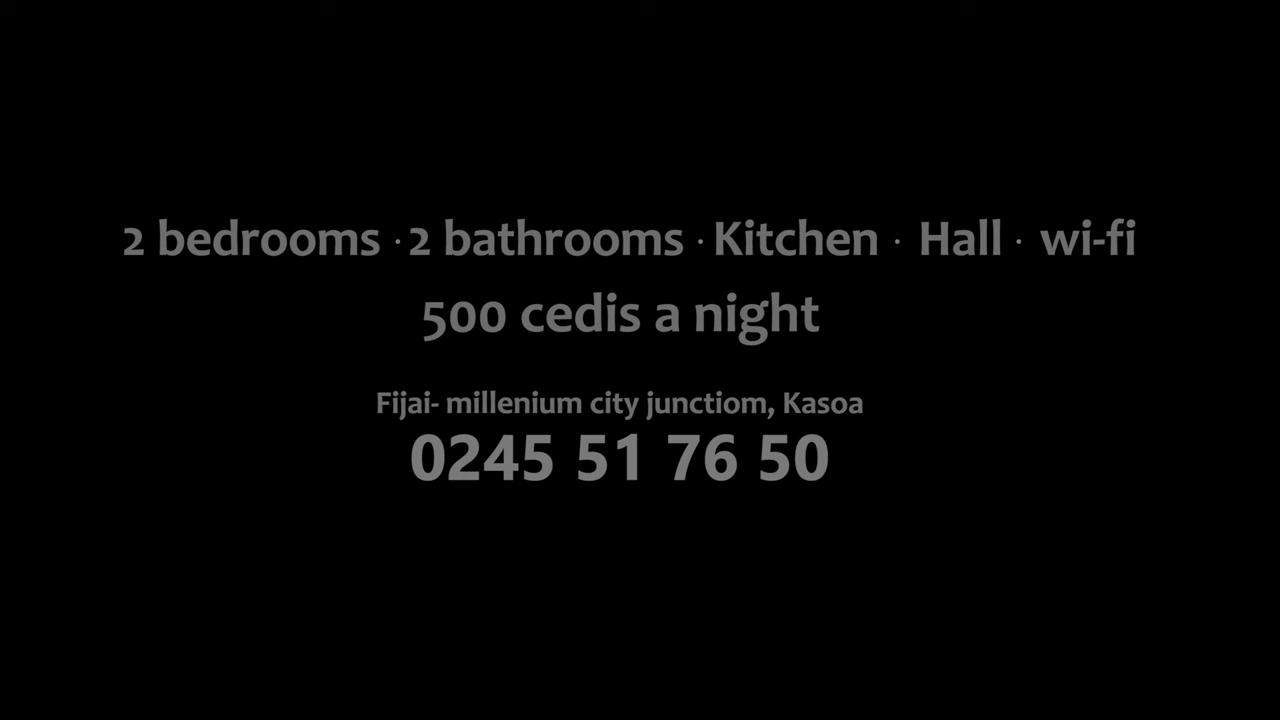 2 bedrooms · 2 bathrooms · Kitchen · Hall · wi-fi
500 cedis a night
Fijai- millenium city junctiom, Kasoa
0245 51 76 50